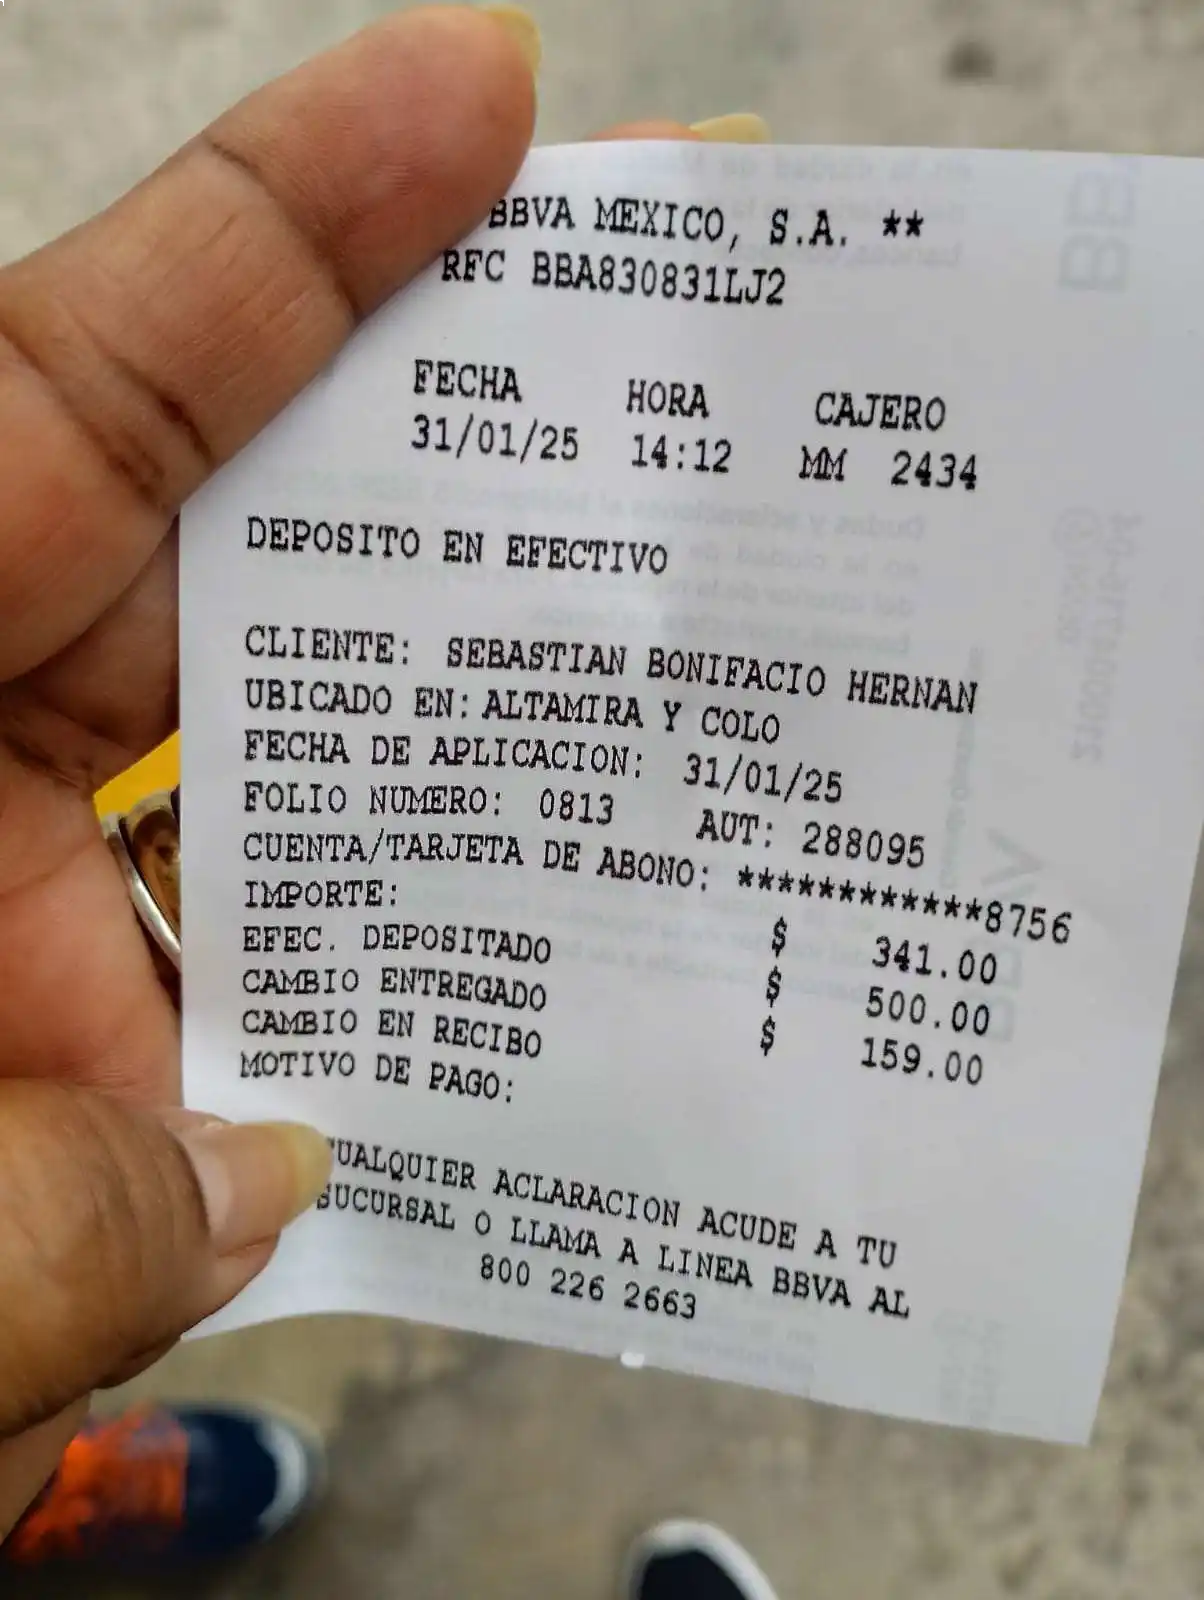 BBVA MEXICO, S.A. **
RFC BBA830831LJ2
FECHA HORA CAJERO
31/01/25 14:12 MM 2434
DEPOSITO EN EFECTIVO
CLIENTE: SEBASTIAN BONIFACIO HERNAN
UBICADO EN: ALTAMIRA Y COLO
FECHA DE APLICACION: 31/01/25
FOLIO NUMERO: 0813 AUT: 288095
CUENTA/TARJETA DE ABONO: ************8756
IMPORTE: $ 341.00
EFEC. DEPOSITADO $ 500.00
CAMBIO ENTREGADO $ 159.00
CAMBIO EN RECIBO
MOTIVO DE PAGO:
CUALQUIER ACLARACION ACUDE A TU
SUCURSAL O LLAMA A LINEA BBVA AL
800 226 2663